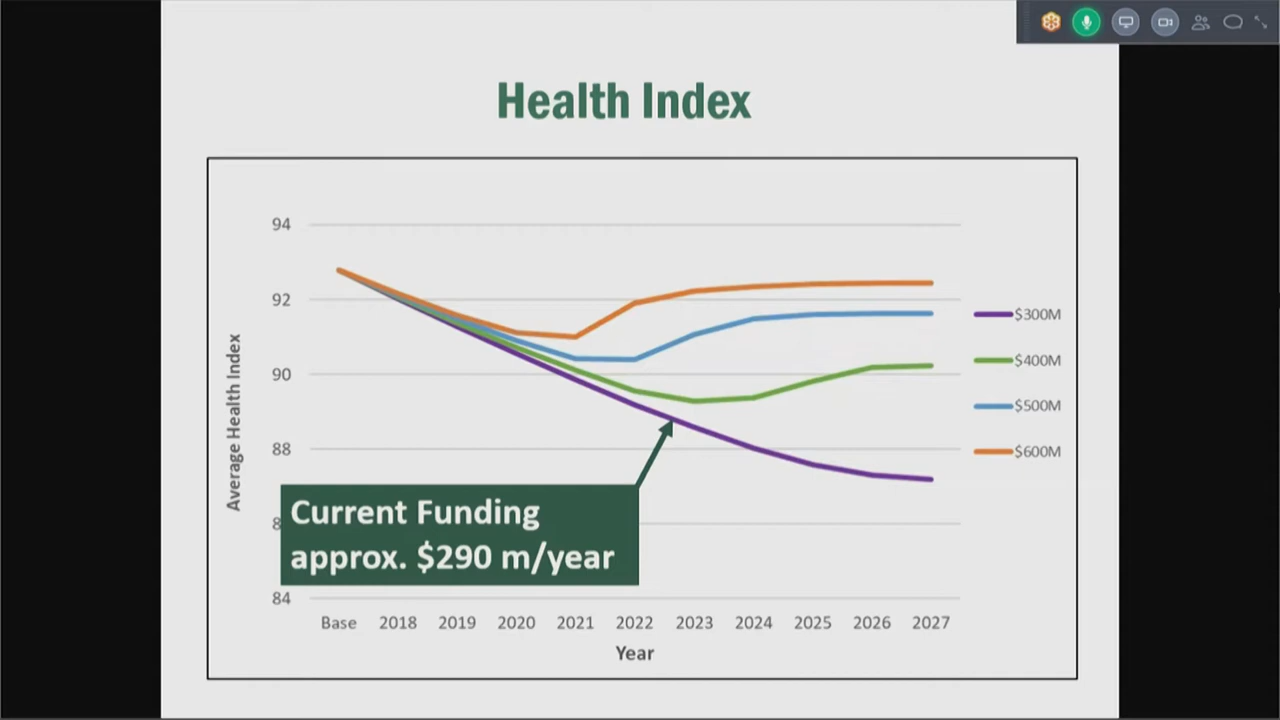 Health Index
94
92
90
88
8
84
Average Health Index
Base 2018 2019 2020 2021 2022 2023 2024 2025 2026 2027
Year
$300M
$400M
$500M
$600M
Current Funding
approx. $290 m/year